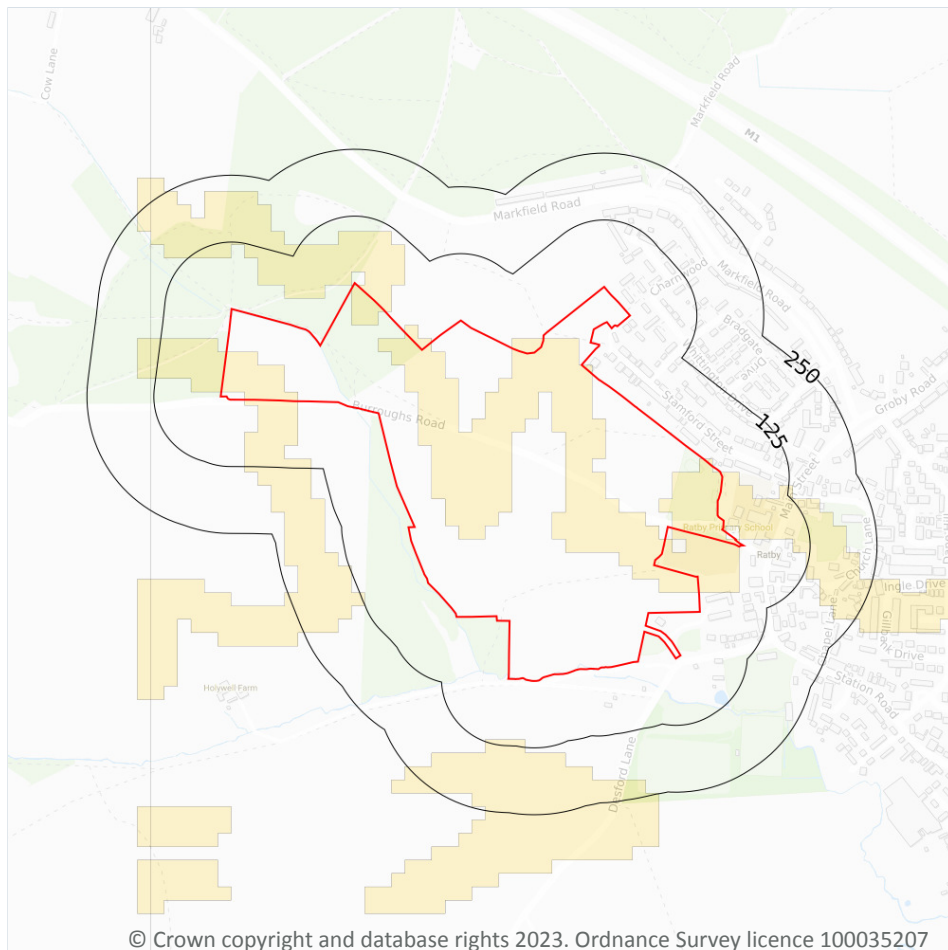 Cow Lane
Markfield Road
M1
Markfield Road
Charnwood
Markfield Road
Bradgate
Drive
250
Groby Road
Whittington Drive
Stamford Street
125
Burroughs Road
Main Street
Ratby Primary School
Ratby
Church Lane
Ingle Drive
Gillbank Drive
Chapel Lane
Station Road
Holywell Farm
Desford Lane
© Crown copyright and database rights 2023. Ordnance Survey licence 100035207